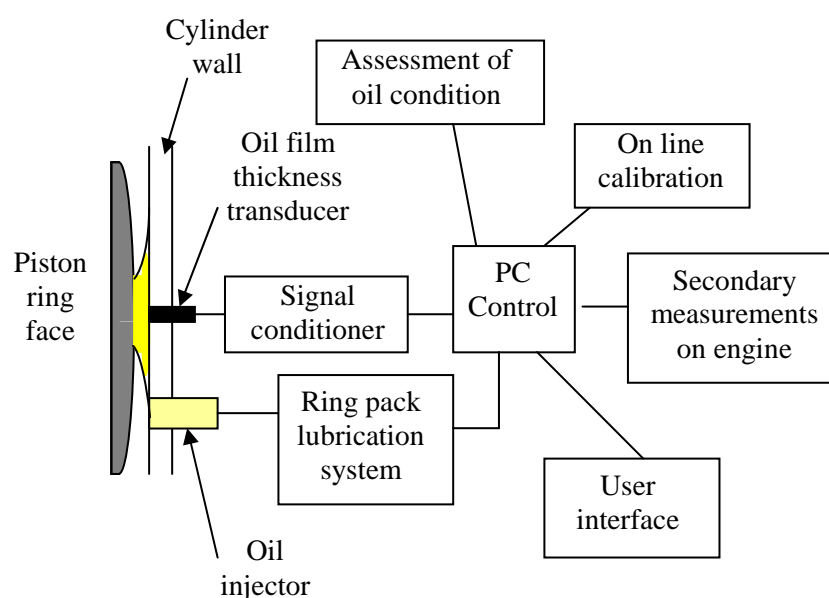 Cylinder
wall
Assessment of
oil condition
Oil film
thickness
transducer
On line
calibration
Piston
ring
face
Signal
conditioner
PC
Control
Secondary
measurements
on engine
Ring pack
lubrication
system
User
interface
Oil
injector